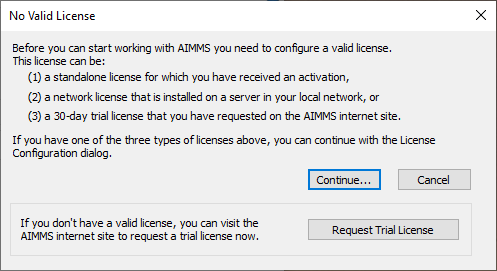 No Valid License
Before you can start working with AIMMS you need to configure a valid license.
This license can be:
(1) a standalone license for which you have received an activation,
(2) a network license that is installed on a server in your local network, or
(3) a 30-day trial license that you have requested on the AIMMS internet site.
If you have one of the three types of licenses above, you can continue with the License
Configuration dialog.
Continue...
Cancel
If you don't have a valid license, you can visit the
AIMMS internet site to request a trial license now.
Request Trial License